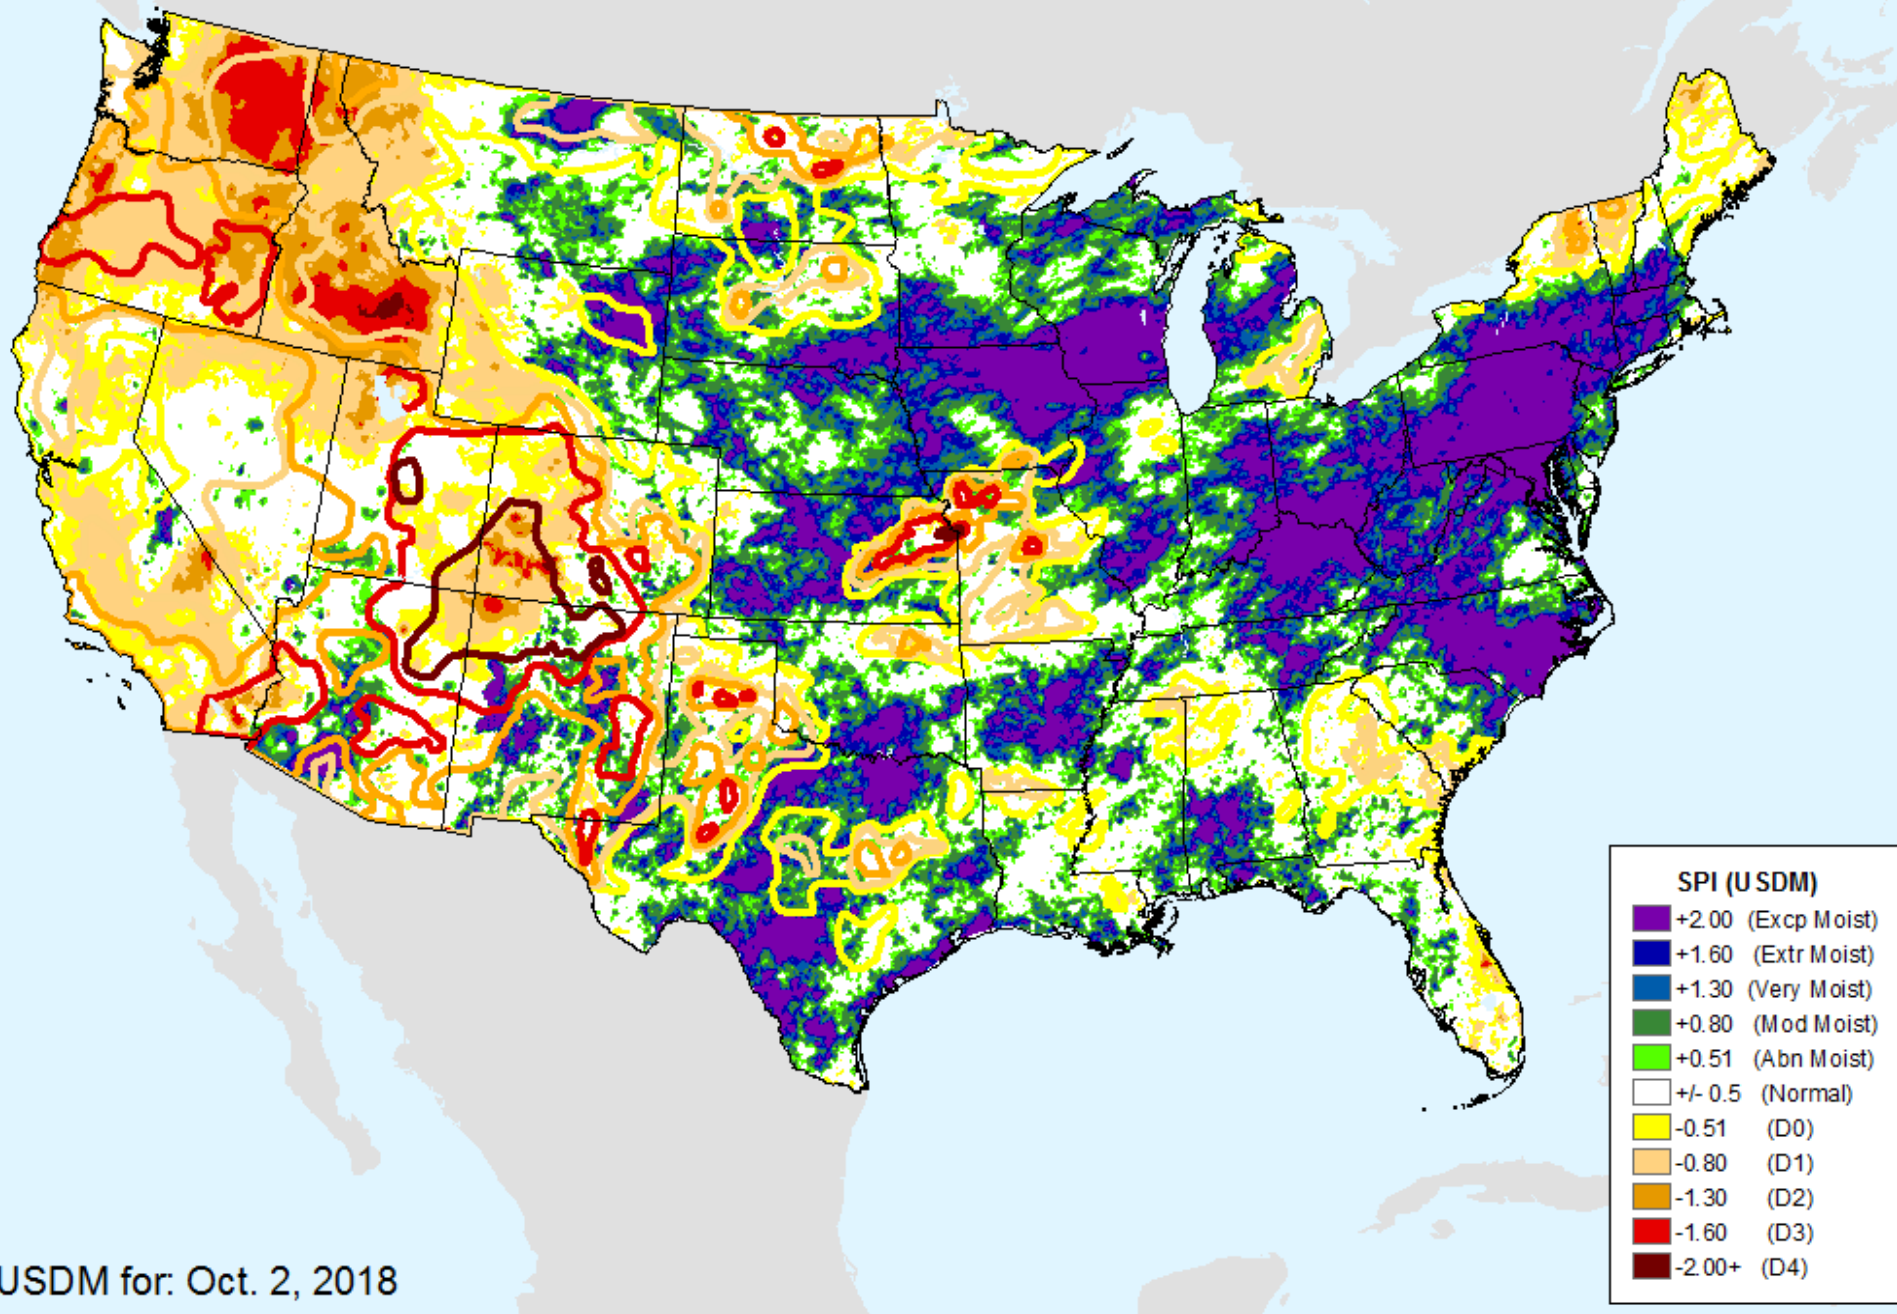 SPI (USDM)
+2.00 (Excp Moist)
+1.60 (Extr Moist)
+1.30 (Very Moist)
+0.80 (Mod Moist)
+0.51 (Abn Moist)
+/- 0.5 (Normal)
-0.51 (D0)
-0.80 (D1)
-1.30 (D2)
-1.60 (D3)
-2.00+ (D4)
USDM for: Oct. 2, 2018